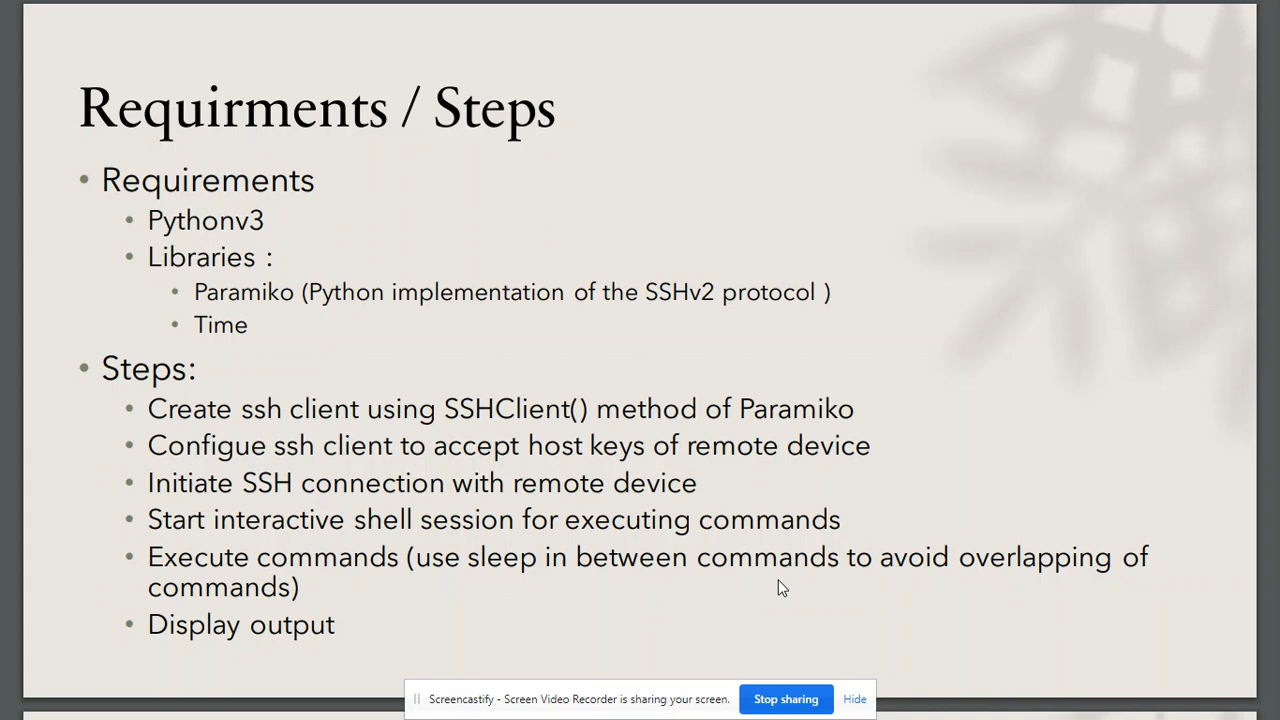 Requirments / Steps
• Requirements
• Pythonv3
• Libraries :
• Paramiko (Python implementation of the SSHv2 protocol )
• Time
• Steps:
• Create ssh client using SSHClient() method of Paramiko
• Configue ssh client to accept host keys of remote device
• Initiate SSH connection with remote device
• Start interactive shell session for executing commands
• Execute commands (use sleep in between commands to avoid overlapping of
commands)
• Display output
Screencastify - Screen Video Recorder is sharing your screen. Stop sharing Hide